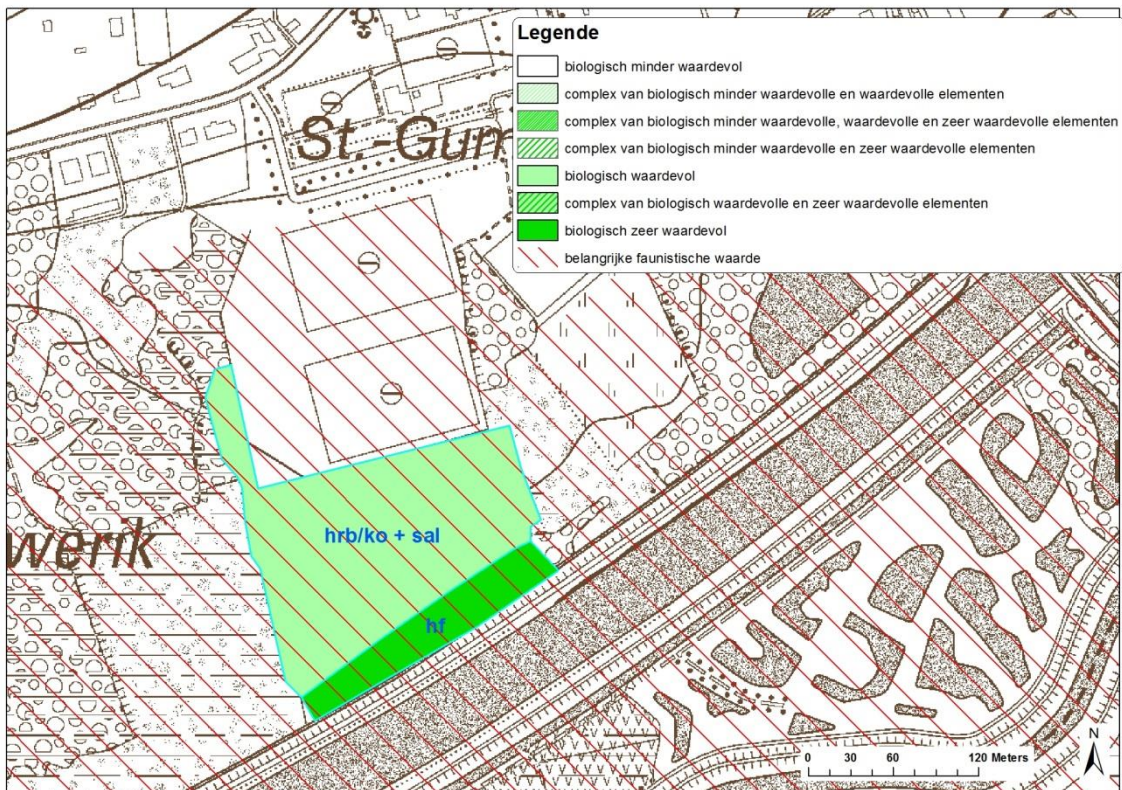 Legende
biologisch minder waardevol
complex van biologisch minder waardevolle en waardevolle elementen
complex van biologisch minder waardevolle, waardevolle en zeer waardevolle elementen
complex van biologisch minder waardevolle en zeer waardevolle elementen
biologisch waardevol
complex van biologisch waardevolle en zeer waardevolle elementen
biologisch zeer waardevol
belangrijke faunistische waarde
St.-Gum
hrb/ko + sal
werik
hf
N
0 30 60 120 Meters